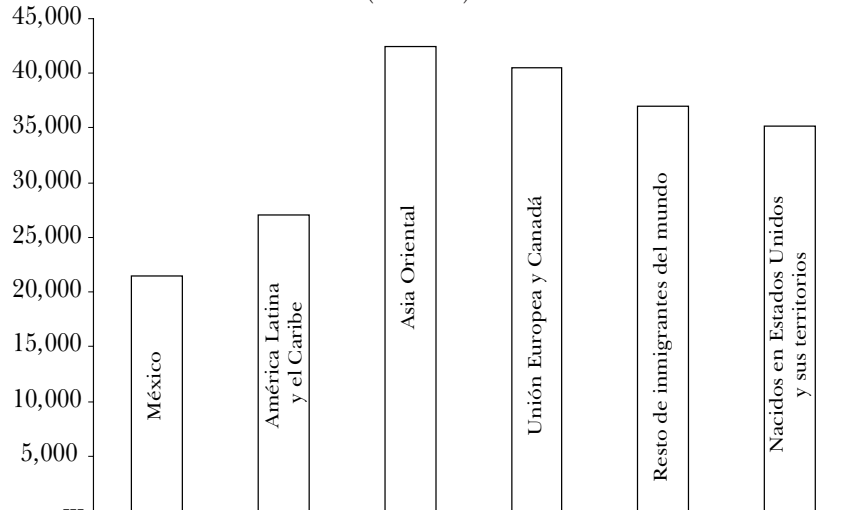 45,000
40,000
35,000
30,000
25,000
20,000
15,000
10,000
5,000
México
América Latina
y el Caribe
Asia Oriental
Unión Europea y Canadá
Resto de inmigrantes del mundo
Nacidos en Estados Unidos
y sus territorios